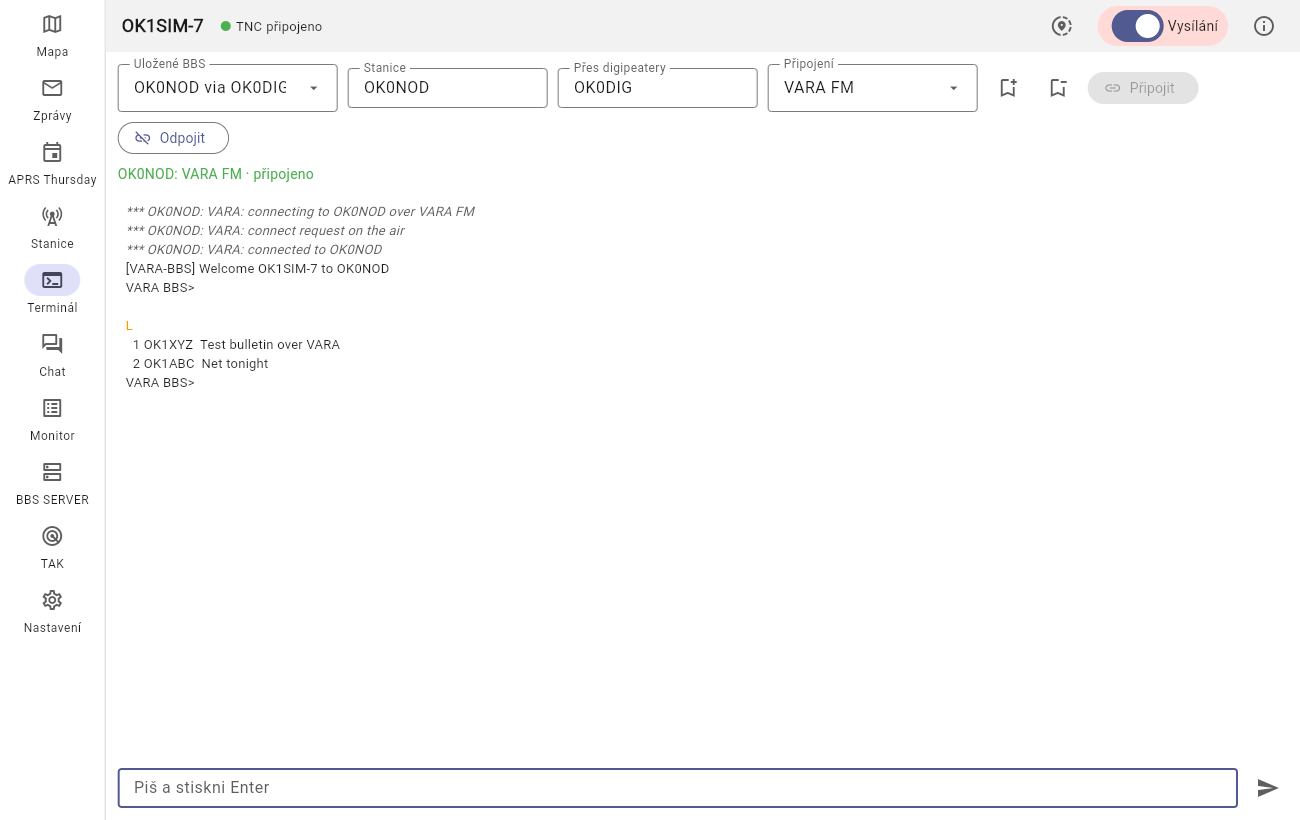 OK1SIM-7
TNC připojeno
Vysílání
Mapa
Zprávy
APRS Thursday
Stanice
Terminál
Chat
Monitor
BBS SERVER
TAK
Nastavení
Uložené BBS
OK0NOD via OK0DIG
Stanice
OK0NOD
Přes digipeatery
OK0DIG
Připojení
VARA FM
Připojit
Odpojit
OK0NOD: VARA FM · připojeno
*** OK0NOD: VARA: connecting to OK0NOD over VARA FM
*** OK0NOD: VARA: connect request on the air
*** OK0NOD: VARA: connected to OK0NOD
[VARA-BBS] Welcome OK1SIM-7 to OK0NOD
VARA BBS>
L
1 OK1XYZ  Test bulletin over VARA
2 OK1ABC  Net tonight
VARA BBS>
Piš a stiskni Enter